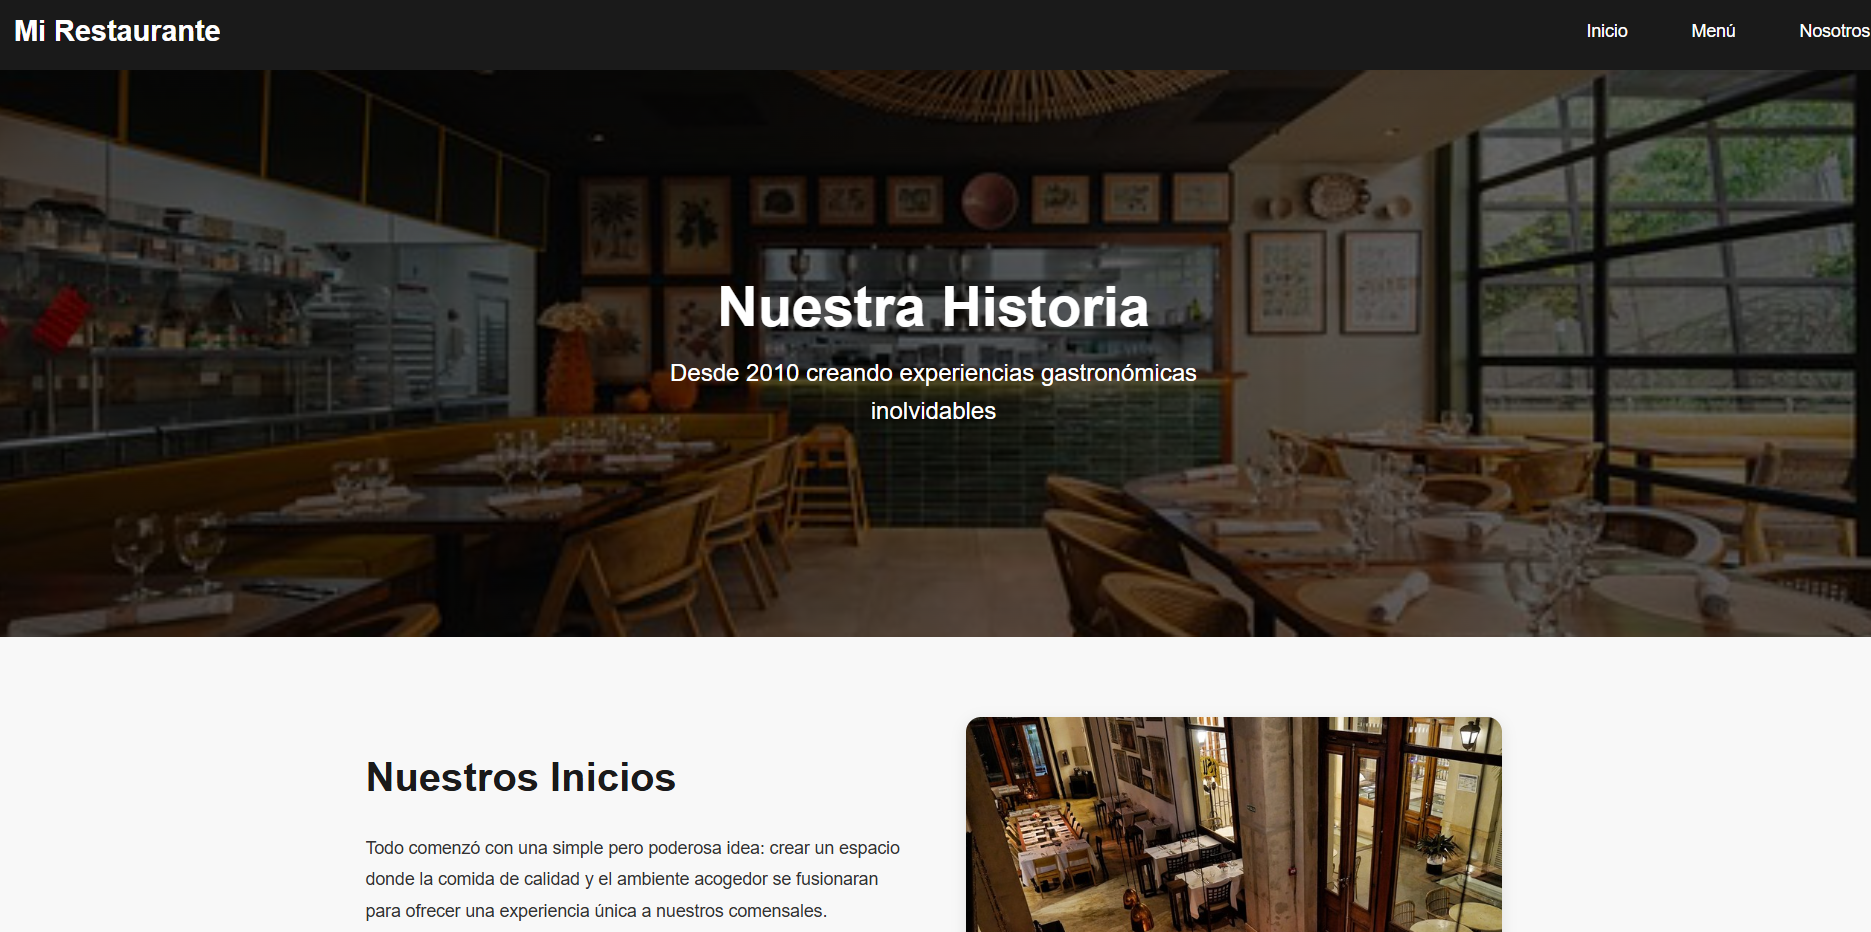 Mi Restaurante
Inicio Menú Nosotros
Nuestra Historia
Desde 2010 creando experiencias gastronómicas
inolvidables
Nuestros Inicios
Todo comenzó con una simple pero poderosa idea: crear un espacio
donde la comida de calidad y el ambiente acogedor se fusionaran
para ofrecer una experiencia única a nuestros comensales.